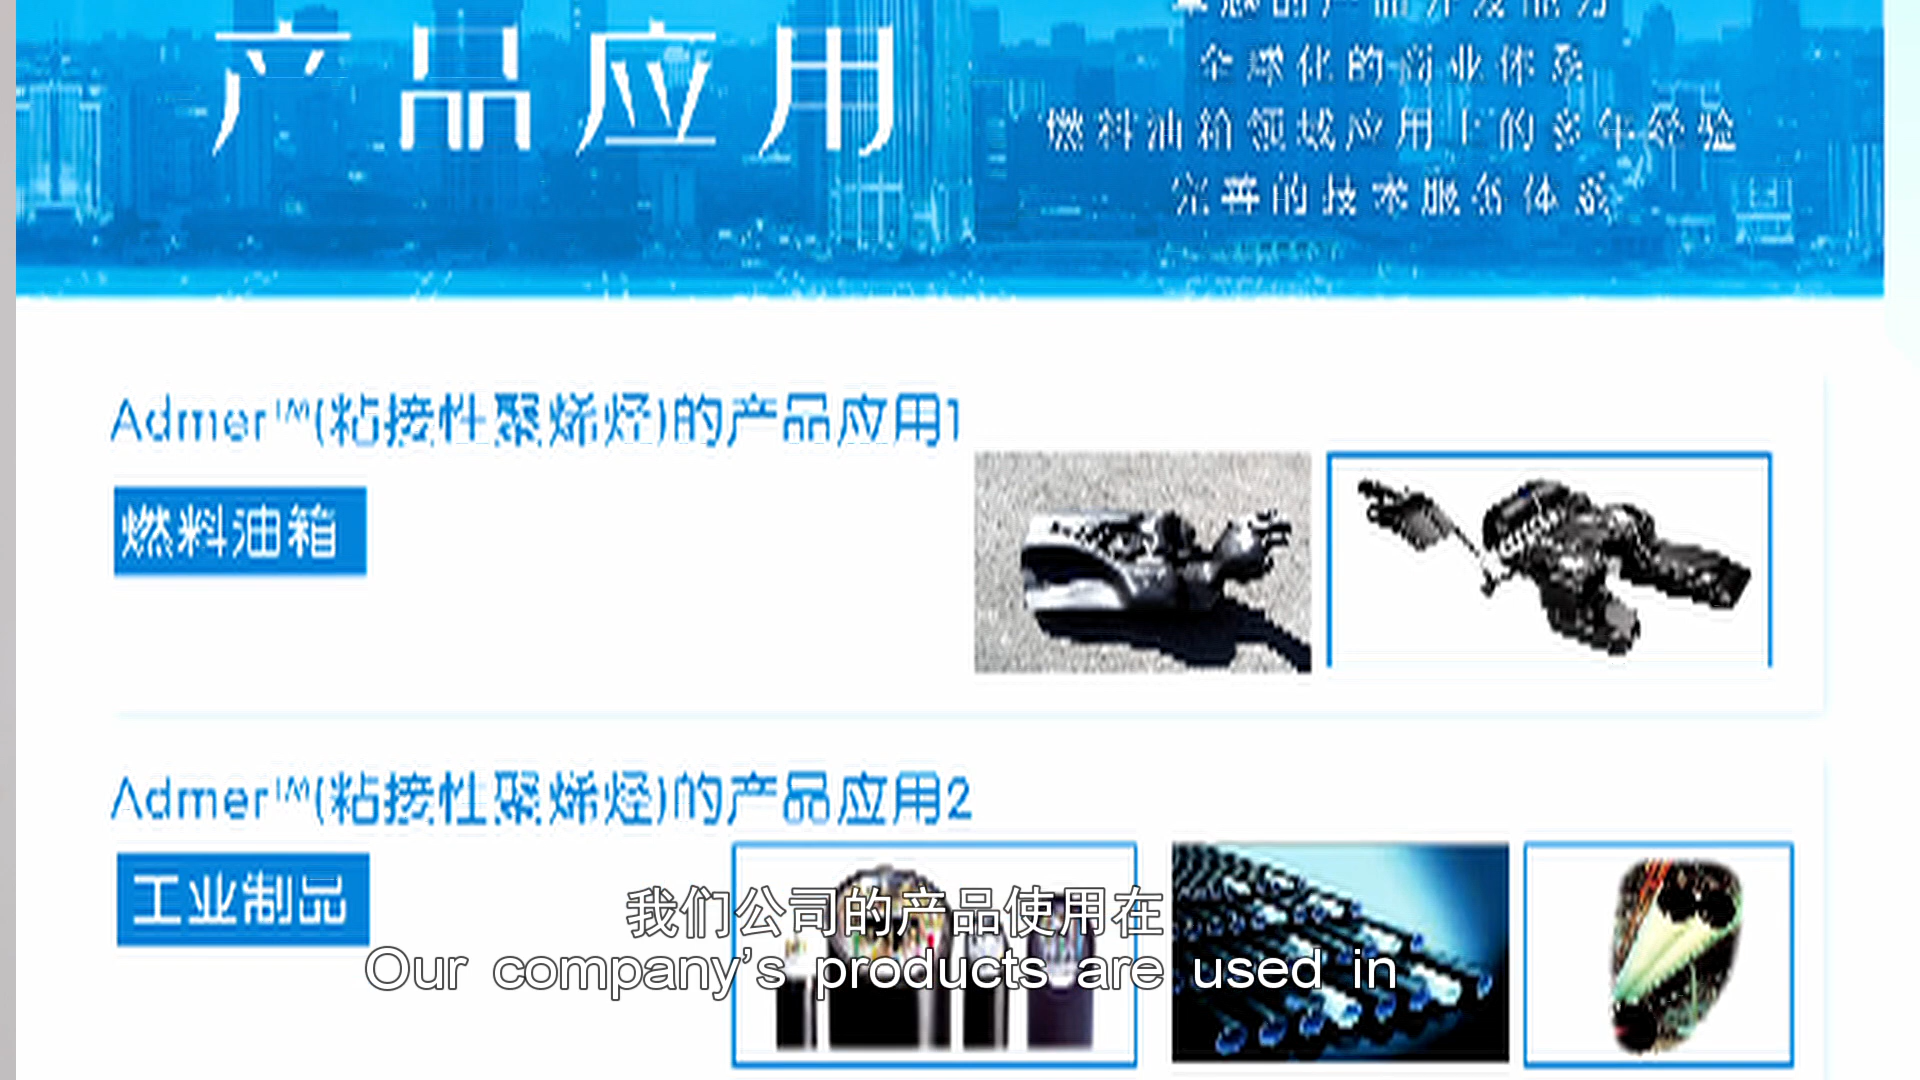 产品应用
全球化的商业体系
燃料油箱领域应用上的多年经验
完善的技术服务体系
Admer™(粘接性聚烯烃)的产品应用1
燃料油箱
Admer™(粘接性聚烯烃)的产品应用2
工业制品
我们公司的产品使用在
Our company's products are used in